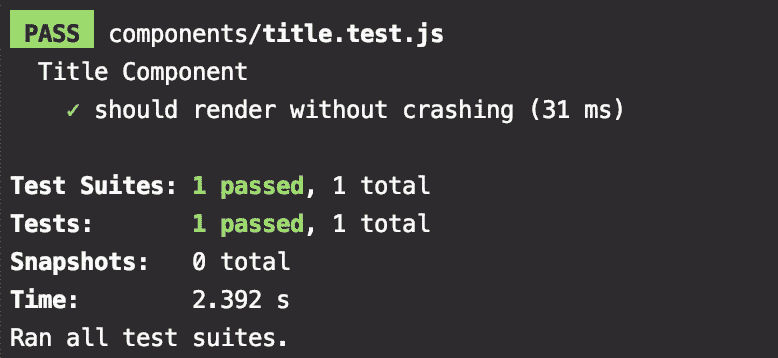 PASS components/title.test.js
Title Component
✓ should render without crashing (31 ms)
Test Suites: 1 passed, 1 total
Tests: 1 passed, 1 total
Snapshots: 0 total
Time: 2.392 s
Ran all test suites.